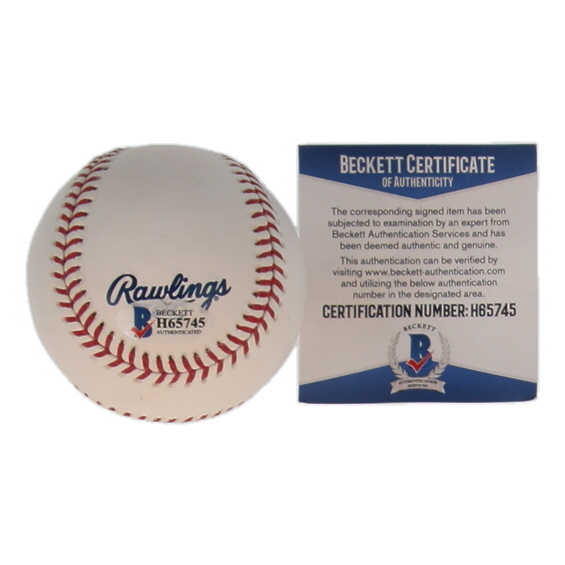 Rawlings®
BECKETT
B H65745
AUTHENTICATED
BECKETT CERTIFICATE
OF AUTHENTICITY
The corresponding signed item has been
subjected to examination by an expert from
Beckett Authentication Services and has
been deemed authentic and genuine.
This authentication can be verified by
visiting www.beckett-authentication.com
and utilizing the below authentication
number in the designated area.
CERTIFICATION NUMBER: H65745
BECKETT
B
AUTHENTICATION
SERVICES